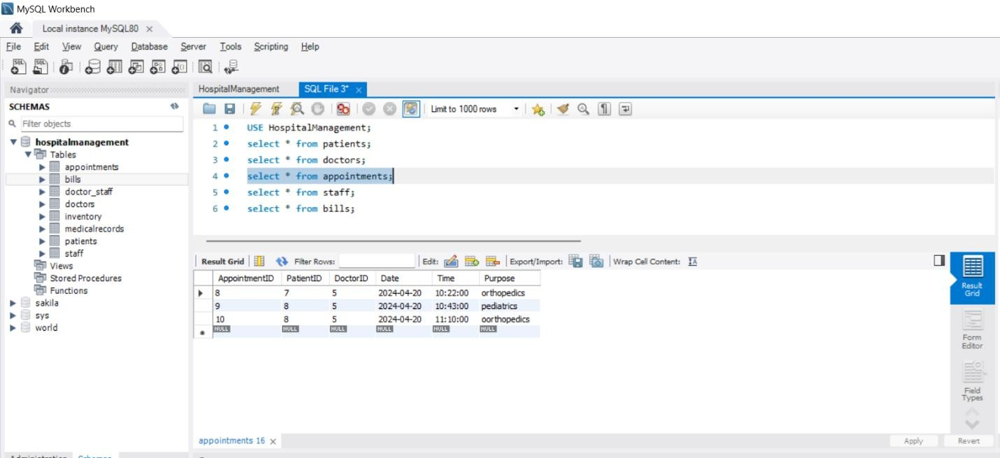 MySQL Workbench
Local instance MySQL80
File Edit View Query Database Server Tools Scripting Help
Navigator
SCHEMAS
Filter objects
hospitalmanagement
Tables
appointments
bills
doctor_staff
doctors
inventory
medicalrecords
patients
staff
Views
Stored Procedures
Functions
sakila
sys
world
Administration Schemas
HospitalManagement SQL File 3*
Limit to 1000 rows
1 USE HospitalManagement;
2 select * from patients;
3 select * from doctors;
4 select * from appointments;
5 select * from staff;
6 select * from bills;
Result Grid Filter Rows: Edit: Export/Import: Wrap Cell Content: IA
AppointmentID PatientID DoctorID Date Time Purpose
8 7 5 2024-04-20 10:22:00 orthopedics
9 8 5 2024-04-20 10:43:00 pediatrics
10 8 5 2024-04-20 11:10:00 oorthopedics
NULL NULL NULL NULL NULL NULL
Result
Grid
Form
Editor
Field
Types
appointments 16
Apply Revert